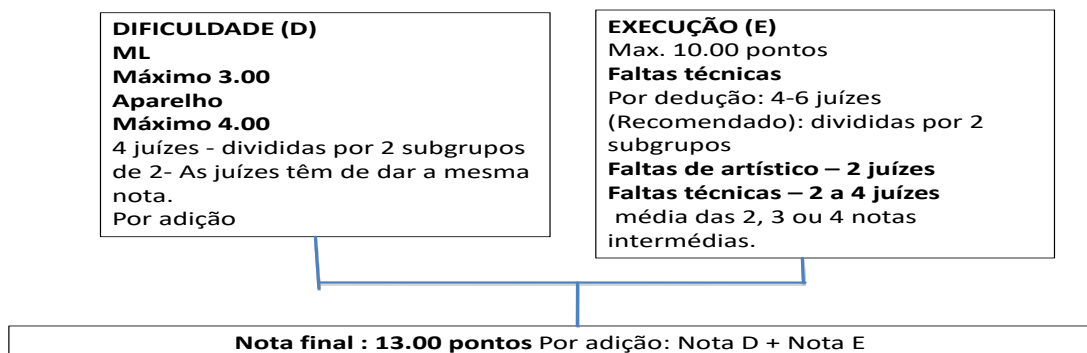 DIFICULDADE (D)
ML
Máximo 3.00
Aparelho
Máximo 4.00
4 juízes - divididas por 2 subgrupos
de 2- As juízes têm de dar a mesma
nota.
Por adição
EXECUÇÃO (E)
Max. 10.00 pontos
Faltas técnicas
Por dedução: 4-6 juízes
(Recomendado): divididas por 2
subgrupos
Faltas de artístico – 2 juízes
Faltas técnicas – 2 a 4 juízes
média das 2, 3 ou 4 notas
intermédias.
Nota final : 13.00 pontos Por adição: Nota D + Nota E